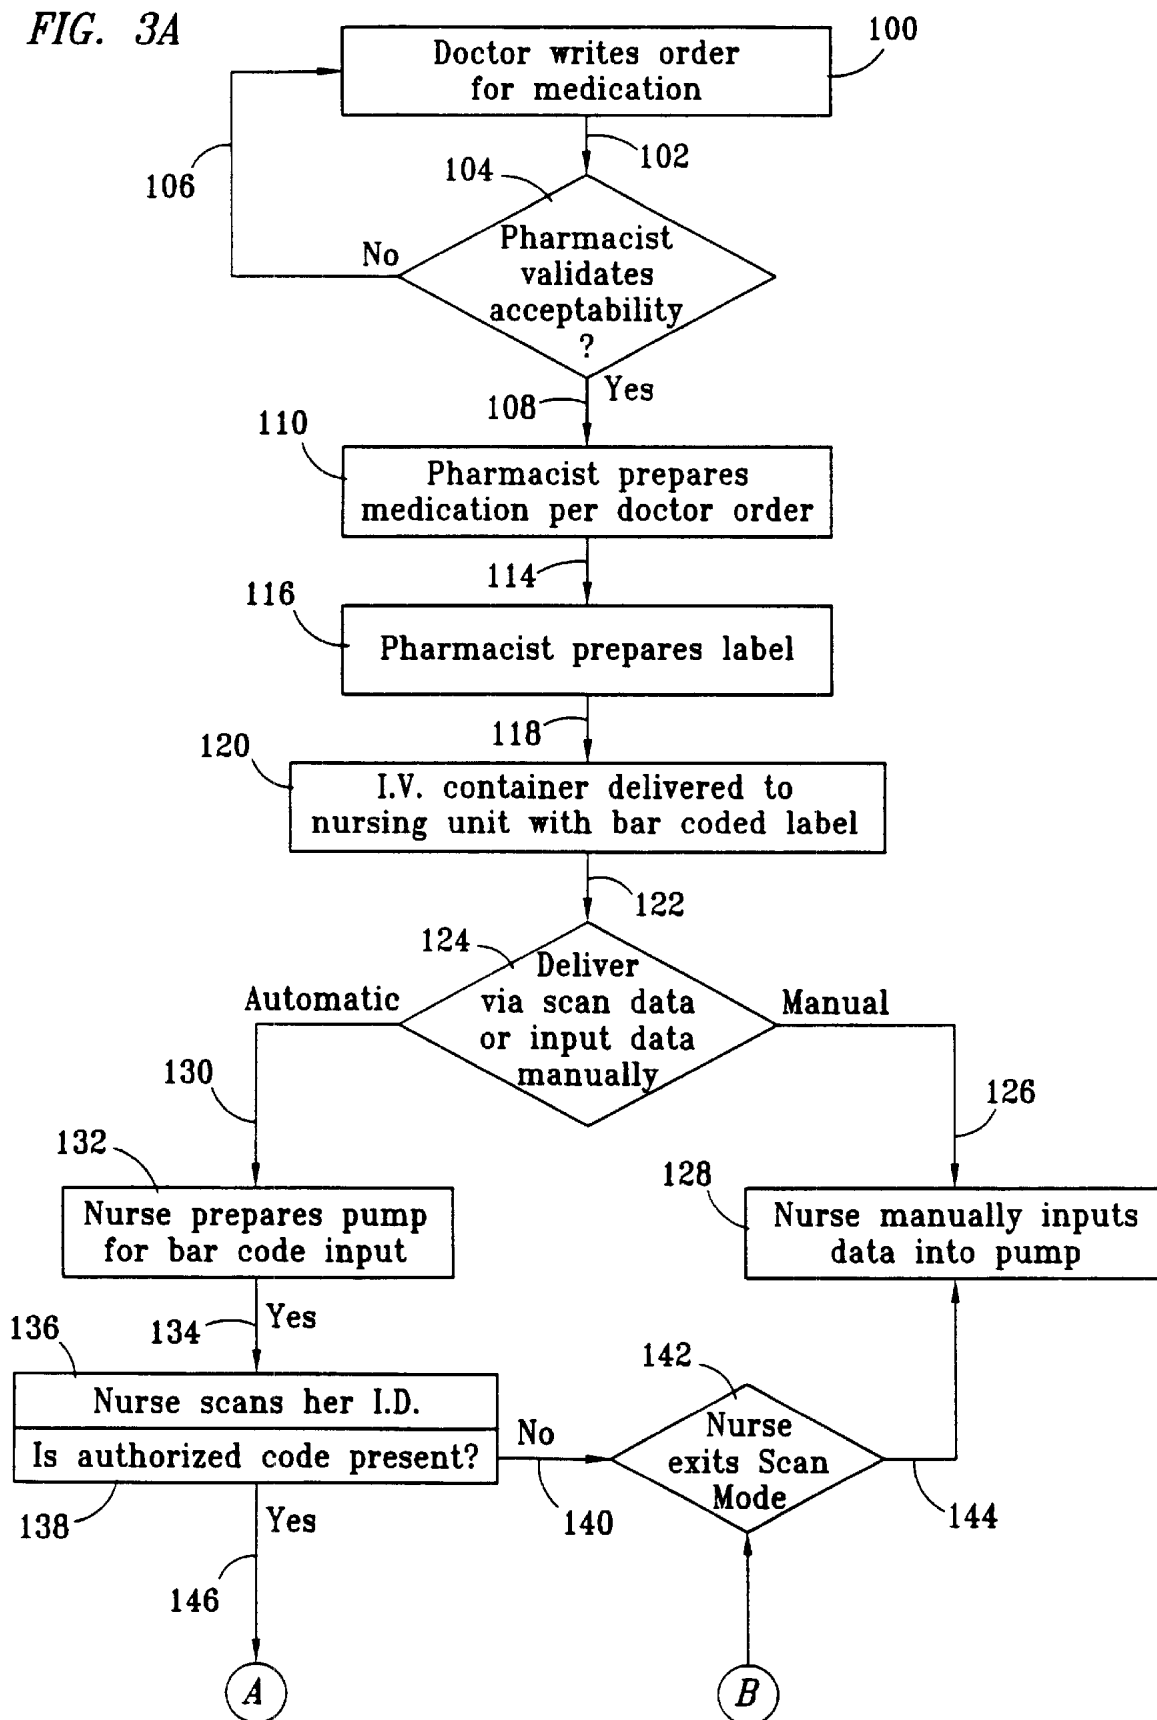 FIG. 3A
Doctor writes order
for medication
100
102
104
106
No
Pharmacist
validates
acceptability
?
Yes
108
110
Pharmacist prepares
medication per doctor order
114
116
Pharmacist prepares label
118
120
I.V. container delivered to
nursing unit with bar coded label
122
124
Deliver
via scan data
or input data
manually
Automatic
Manual
130
126
132
Nurse prepares pump
for bar code input
128
Nurse manually inputs
data into pump
134
Yes
136
Nurse scans her I.D.
Is authorized code present?
138
No
140
142
Nurse
exits Scan
Mode
144
Yes
146
A
B